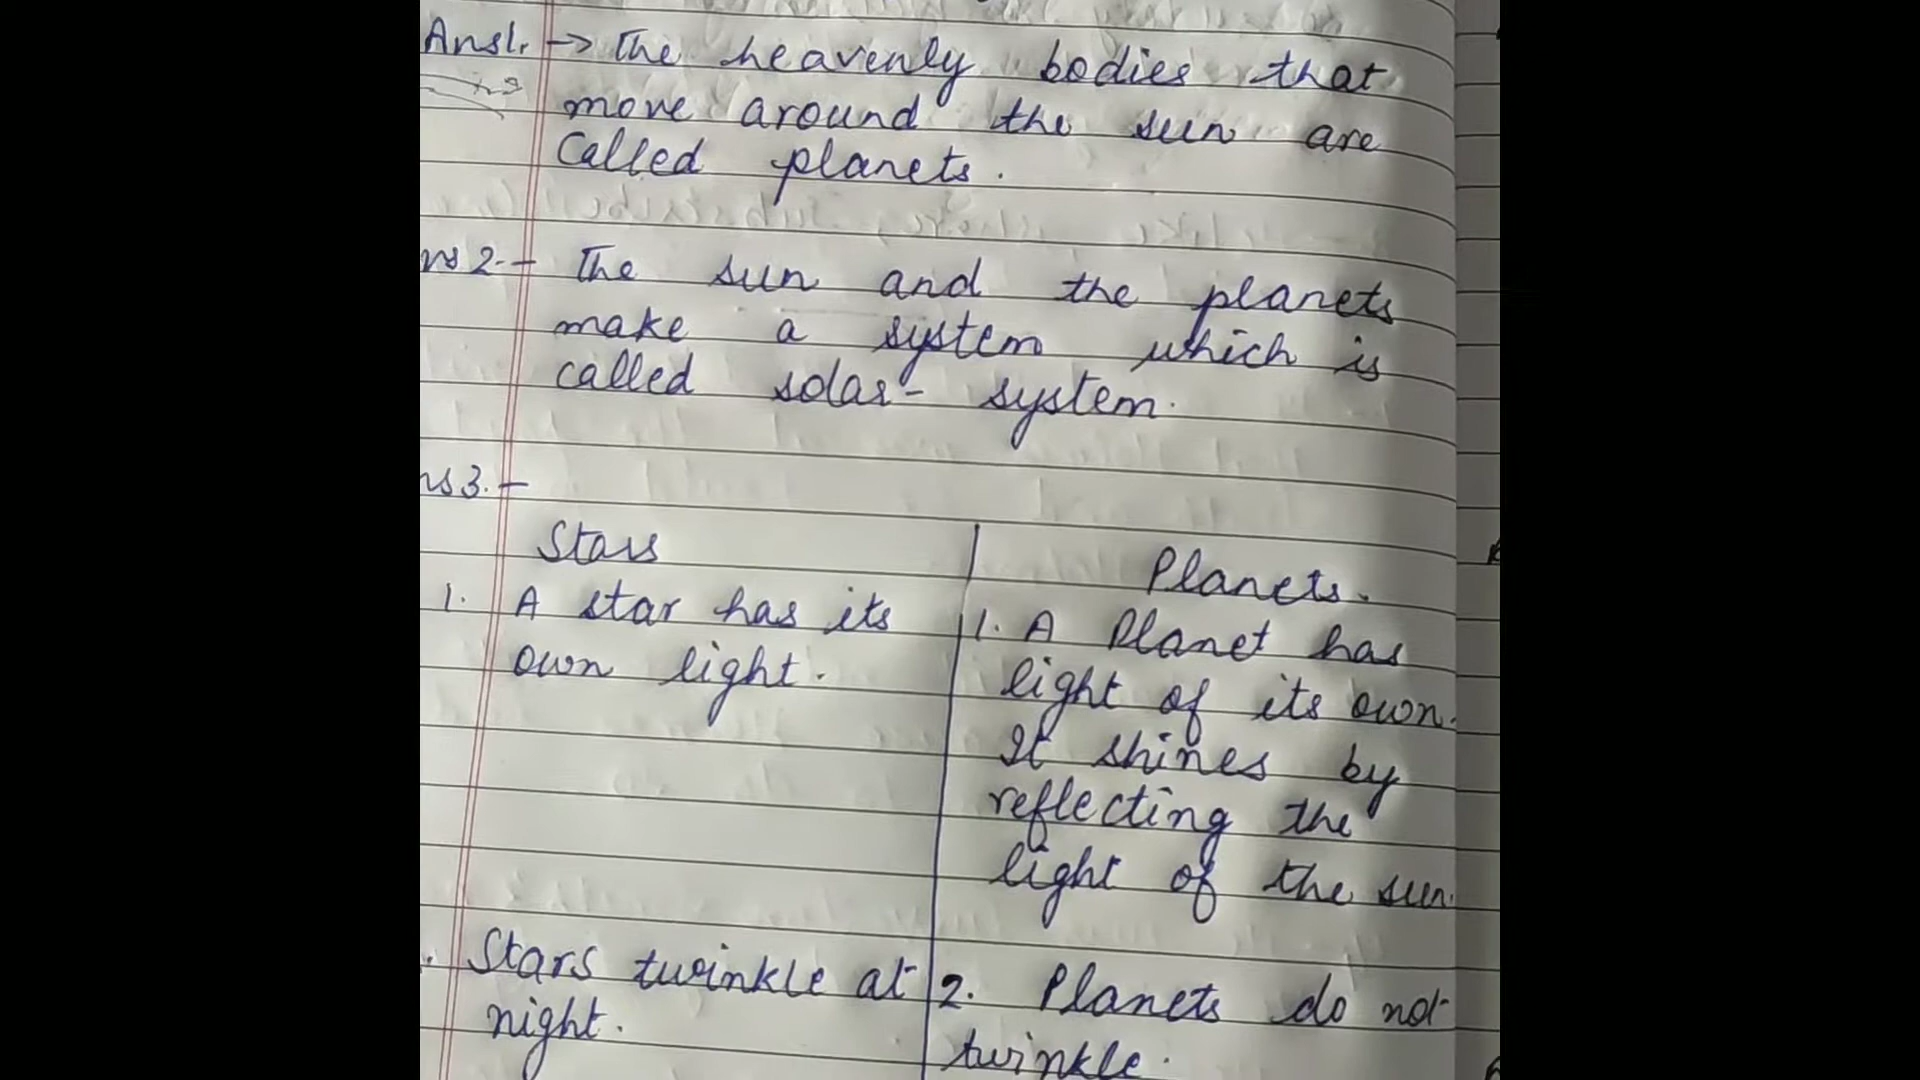 Ans1. → The heavenly bodies that
move around the sun are
Called planets.
ns 2. - The sun and the planets
make a system which is
called solar - system.
ns 3. -
Stars
Planets.
1. A star has its
own light.
1. A Planet has
light of its own.
It shines by
reflecting the
light of the sun.
. Stars twinkle at
night.
2. Planets do not
twinkle.